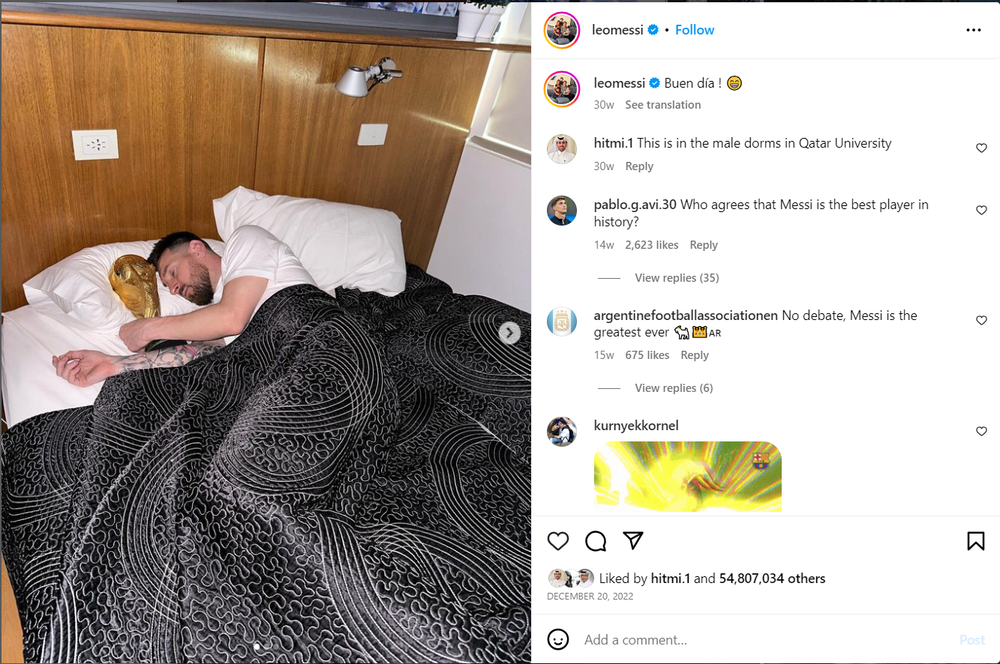 leomessi • Follow
leomessi Buen día ! 😁
30w See translation
hitmi.1 This is in the male dorms in Qatar University
30w Reply
pablo.g.avi.30 Who agrees that Messi is the best player in
history?
14w 2,623 likes Reply
View replies (35)
argentinefootballassociationen No debate, Messi is the
greatest ever 🐐👑AR
15w 675 likes Reply
View replies (6)
kurnyekkornel
Liked by hitmi.1 and 54,807,034 others
DECEMBER 20, 2022
Add a comment...
Post